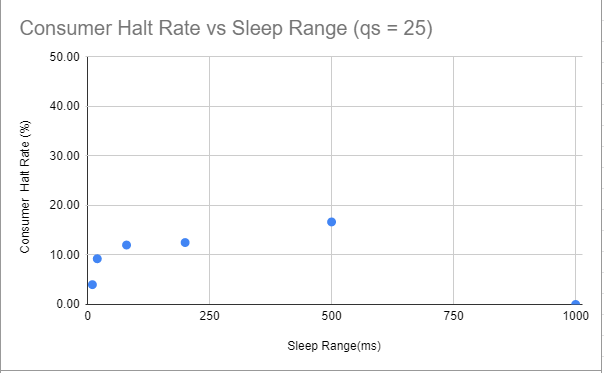 Consumer Halt Rate vs Sleep Range (qs = 25)
50.00
40.00
30.00
20.00
10.00
0.00
Consumer Halt Rate (%)
0 250 500 750 1000
Sleep Range(ms)